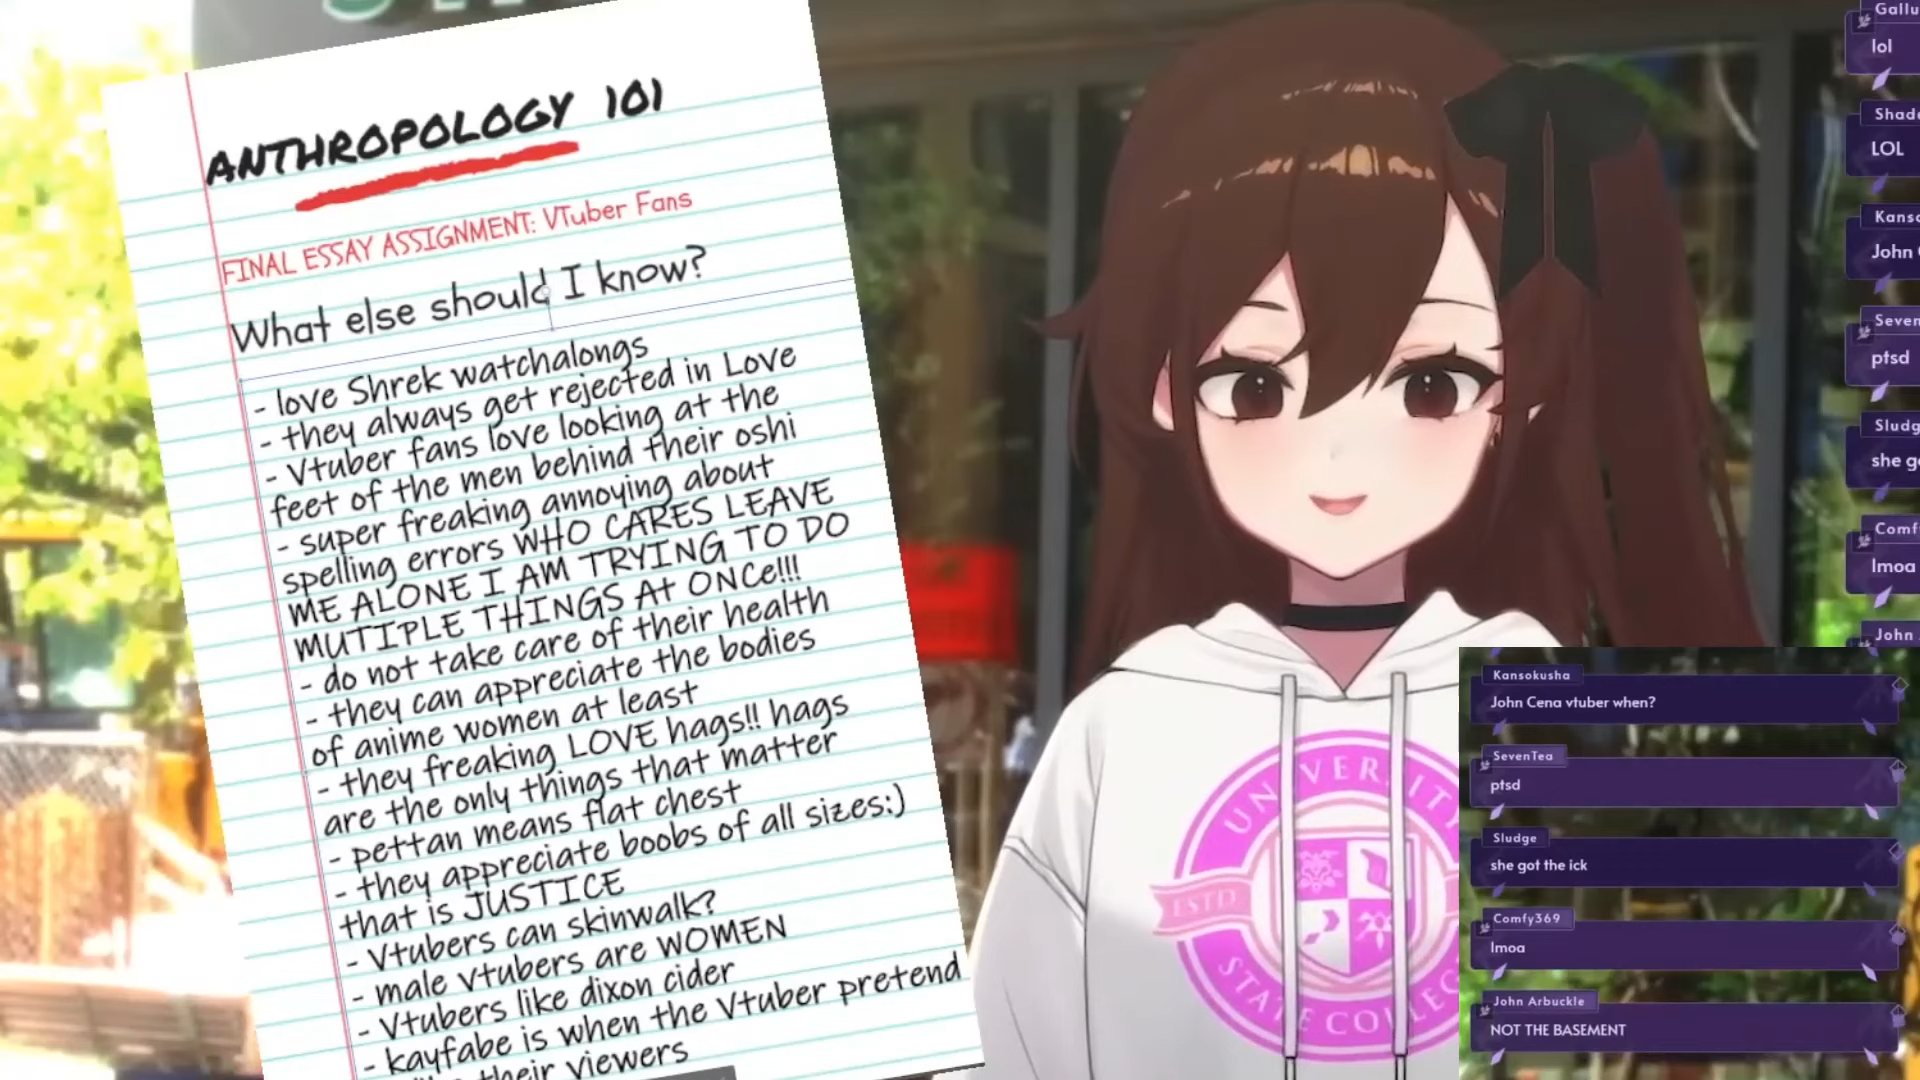 ANTHROPOLOGY 101
FINAL ESSAY ASSIGNMENT: VTuber Fans
What else should I know?
- love Shrek watchalongs
- they always get rejected in Love
- Vtuber fans love looking at the
feet of the men behind their oshi
- super freaking annoying about
spelling errors WHO CARES LEAVE
ME ALONE I AM TRYING TO DO
MUTIPLE THINGS At ONCe!!!
- do not take care of their health
- they can appreciate the bodies
of anime women at least
- they freaking LOVE hags!! hags
are the only things that matter
- pettan means flat chest
- they appreciate boobs of all sizes:)
that is JUSTICE
- Vtubers can skinwalk?
- male vtubers are WOMEN
- Vtubers like dixon cider
- kayfabe is when the Vtuber pretend
their viewers
UNIVERSITY
ESTD
STATE
lol
LOL
John
ptsd
she
lmoa
John
Kansokusha
John Cena vtuber when?
SevenTea
ptsd
Sludge
she got the ick
Comfy369
lmoa
John Arbuckle
NOT THE BASEMENT